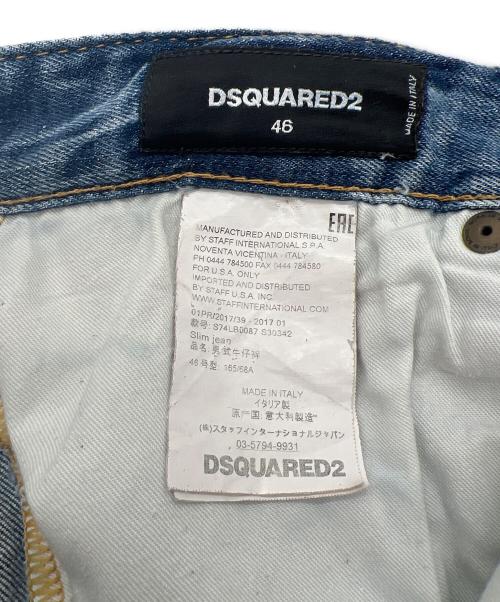 DSQUARED2
46
MADE IN ITALY
EAC
MANUFACTURED AND DISTRIBUTED
BY STAFF INTERNATIONAL S.P.A.
NOVENTA VICENTINA - ITALY
PH 0444 784500 FAX 0444 784580
FOR U.S.A. ONLY
IMPORTED AND DISTRIBUTED
BY STAFF U.S.A. INC.
WWW.STAFFINTERNATIONAL.COM
01PR/2017/39 - 2017 01
款号: S74LB0087 S30342
Slim jean
品名: 男式牛仔裤
46 号型: 165/68A
MADE IN ITALY
イタリア製
原产国: 意大利製造
(株)スタッフインターナショナルジャパン
03-5794-9931
DSQUARED2